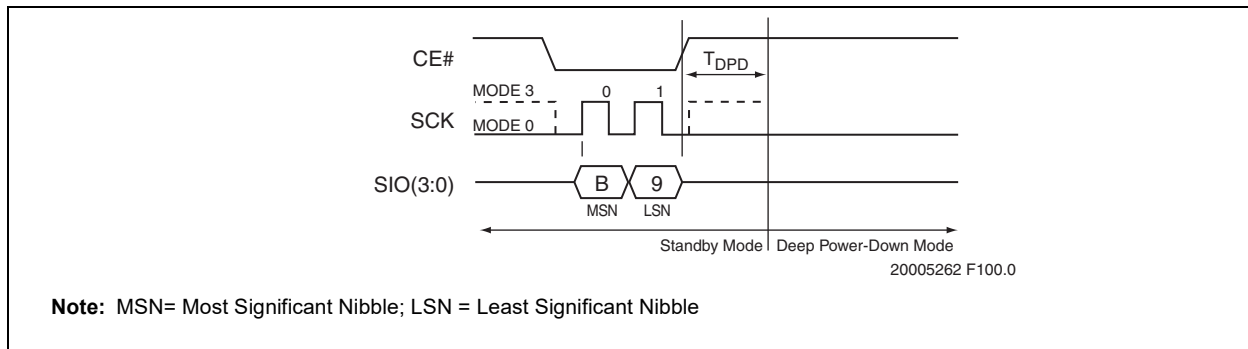 CE#
T_DPD
MODE 3
0 1
SCK
MODE 0
SIO(3:0)
B 9
MSN LSN
Standby Mode Deep Power-Down Mode
20005262 F100.0
Note: MSN= Most Significant Nibble; LSN = Least Significant Nibble